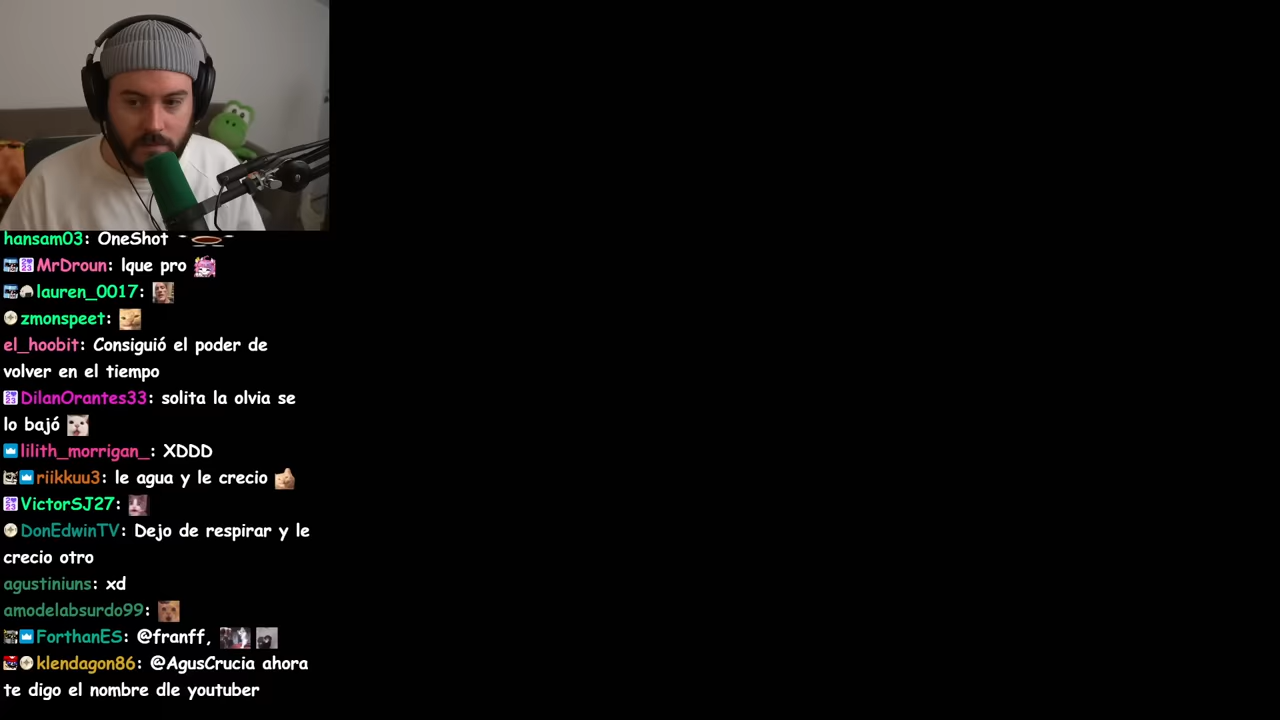 hansam03: OneShot
MrDroun: lque pro
lauren_0017:
zmonspeet:
el_hoobit: Consiguió el poder de
volver en el tiempo
DilanOrantes33: solita la olvia se
lo bajó
lilith_morrigan_: XDDD
riikkuu3: le agua y le crecio
VictorSJ27:
DonEdwinTV: Dejo de respirar y le
crecio otro
agustiniuns: xd
amodelabsurdo99:
ForthanES: @franff,
klendagon86: @AgusCrucia ahora
te digo el nombre dle youtuber